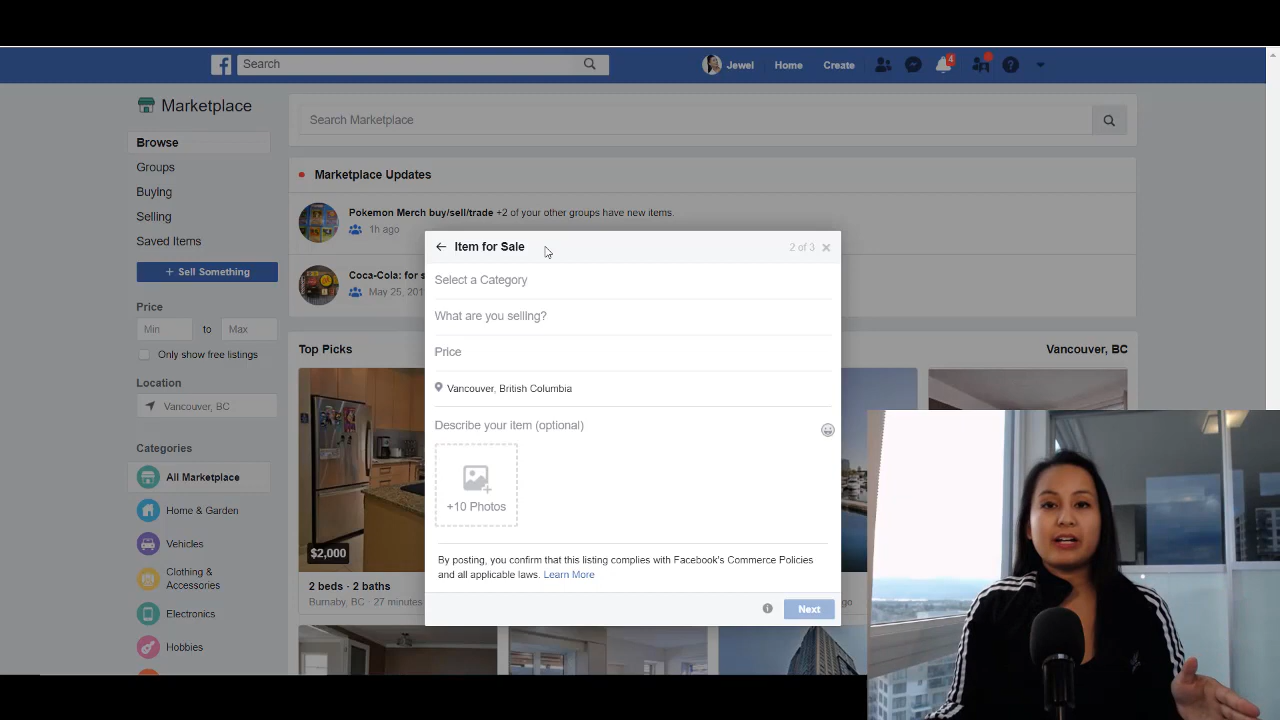 Search
Jewel
Home
Create
4
Marketplace
Browse
Groups
Buying
Selling
Saved Items
+ Sell Something
Price
Min
to
Max
Only show free listings
Location
Vancouver, BC
Categories
All Marketplace
Home & Garden
Vehicles
Clothing &
Accessories
Electronics
Hobbies
Search Marketplace
Marketplace Updates
Pokemon Merch buy/sell/trade +2 of your other groups have new items.
1h ago
Coca-Cola: for s
May 25, 201
Top Picks
Vancouver, BC
$2,000
2 beds · 2 baths
Burnaby, BC · 27 minutes
ago
Item for Sale
2 of 3
Select a Category
What are you selling?
Price
Vancouver, British Columbia
Describe your item (optional)
+10 Photos
By posting, you confirm that this listing complies with Facebook's Commerce Policies
and all applicable laws. Learn More
Next